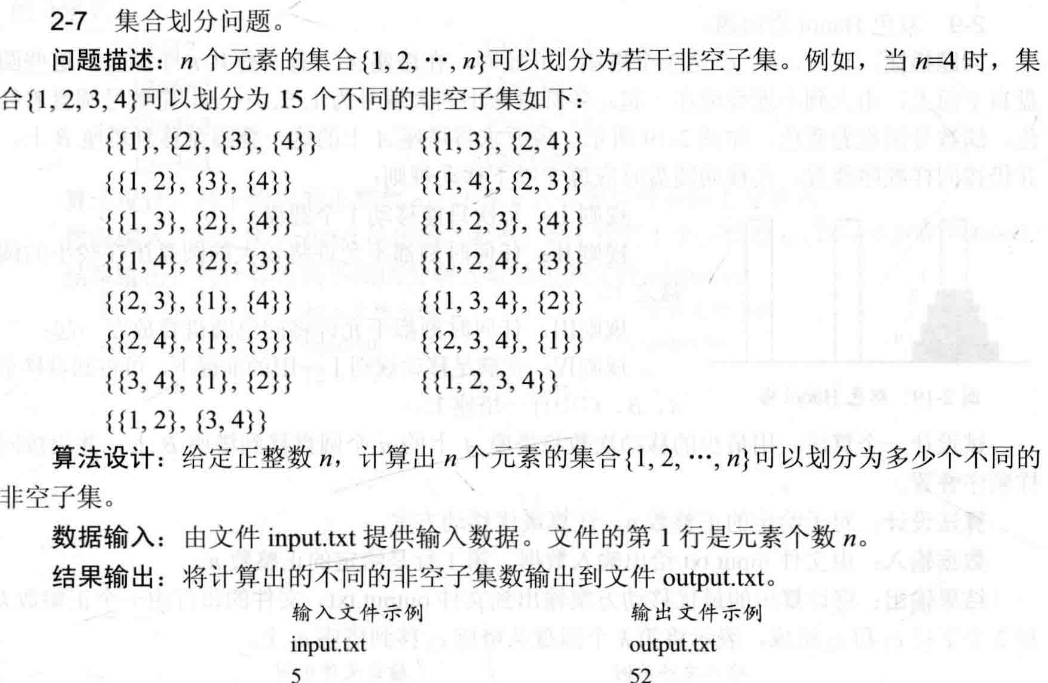 2-7 集合划分问题。
问题描述：n 个元素的集合{1, 2, ⋯, n}可以划分为若干非空子集。例如，当 n=4 时，集
合{1, 2, 3, 4}可以划分为 15 个不同的非空子集如下：
{{1}, {2}, {3}, {4}} {{1, 3}, {2, 4}}
{{1, 2}, {3}, {4}} {{1, 4}, {2, 3}}
{{1, 3}, {2}, {4}} {{1, 2, 3}, {4}}
{{1, 4}, {2}, {3}} {{1, 2, 4}, {3}}
{{2, 3}, {1}, {4}} {{1, 3, 4}, {2}}
{{2, 4}, {1}, {3}} {{2, 3, 4}, {1}}
{{3, 4}, {1}, {2}} {{1, 2, 3, 4}}
{{1, 2}, {3, 4}}
算法设计：给定正整数 n，计算出 n 个元素的集合{1, 2, ⋯, n}可以划分为多少个不同的
非空子集。
数据输入：由文件 input.txt 提供输入数据。文件的第 1 行是元素个数 n。
结果输出：将计算出的不同的非空子集数输出到文件 output.txt。
输入文件示例 输出文件示例
input.txt output.txt
5 52